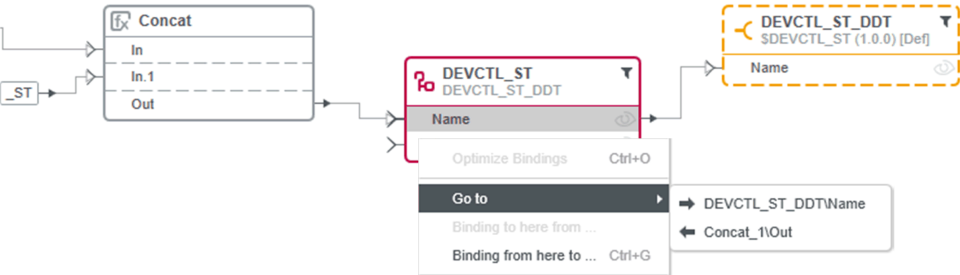 Concat
In
In.1
Out
_ST
DEVCTL_ST
DEVCTL_ST_DDT
Name
DEVCTL_ST_DDT
$DEVCTL_ST (1.0.0) [Def]
Name
Optimize Bindings Ctrl+O
Go to
Binding to here from ...
Binding from here to ... Ctrl+G
DEVCTL_ST_DDT\Name
Concat_1\Out